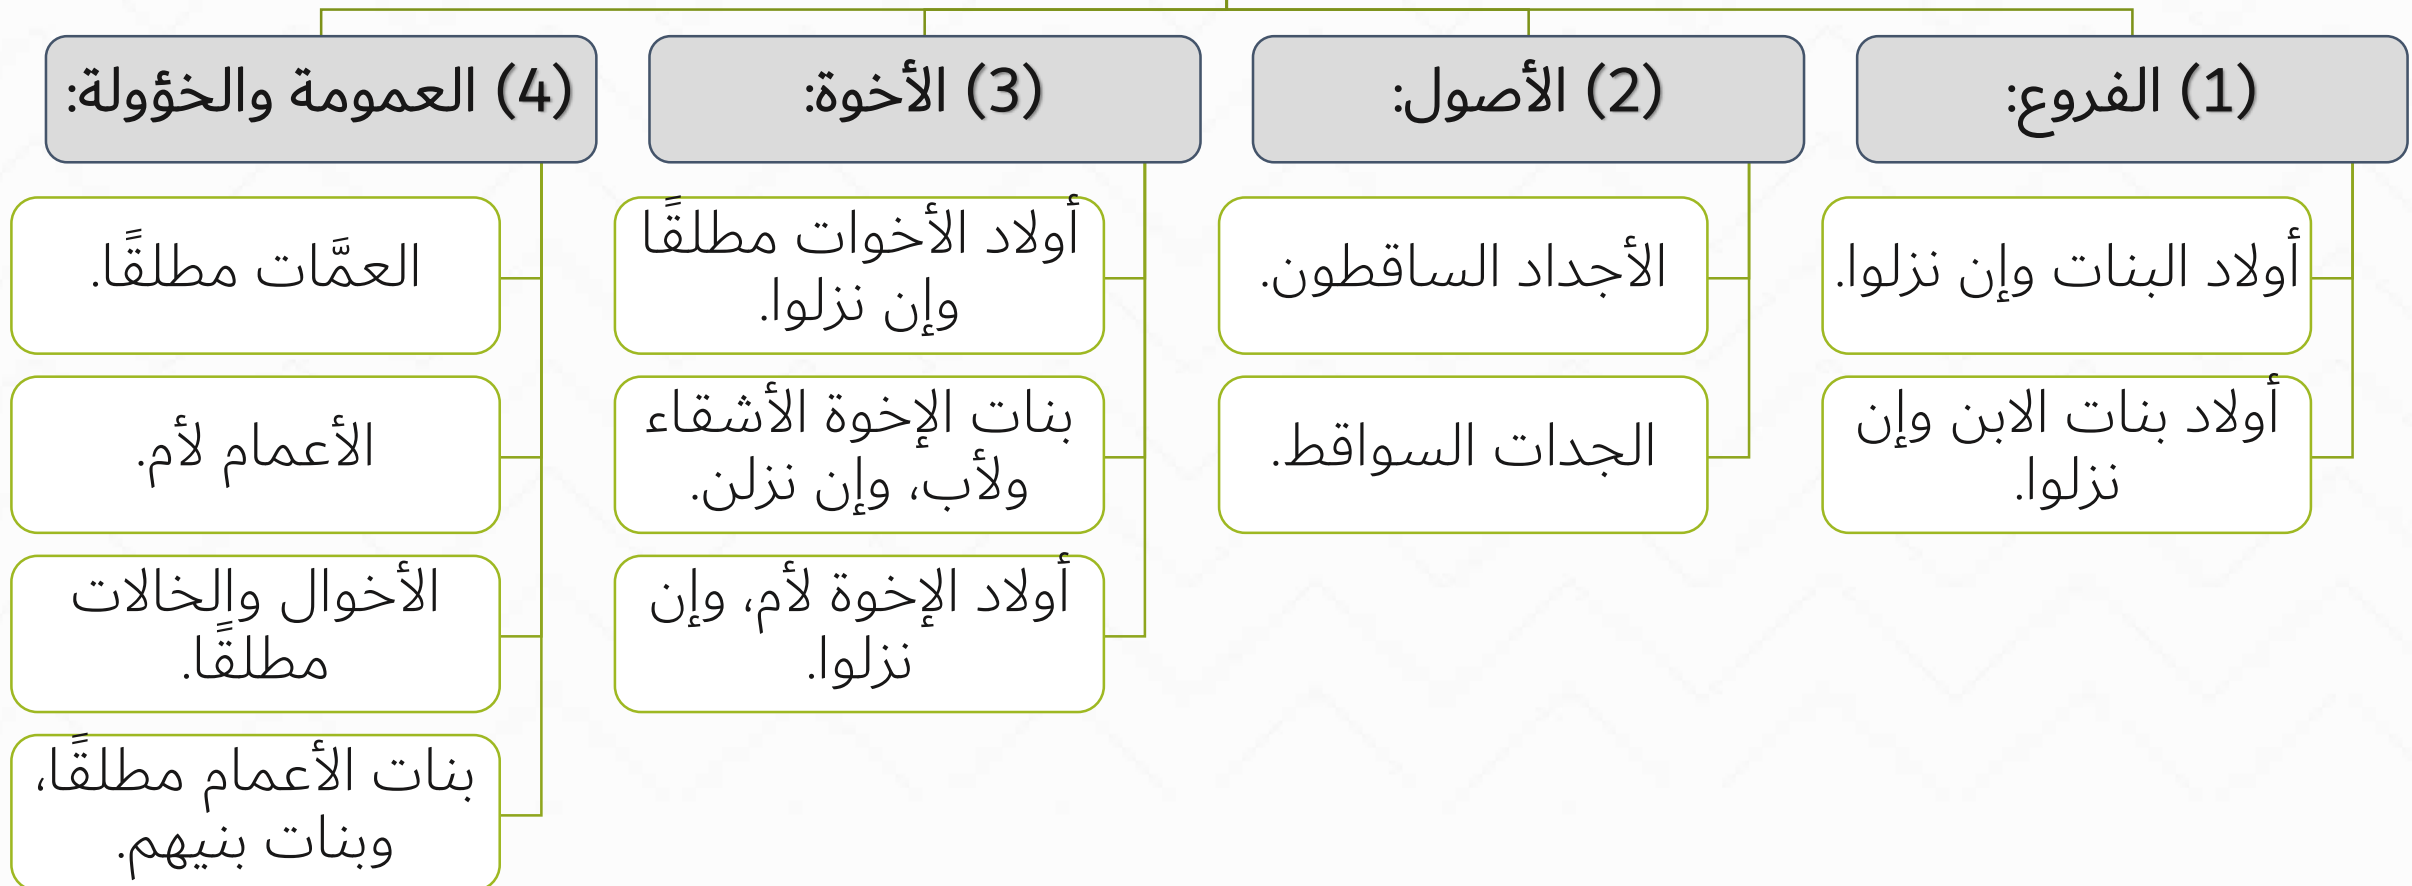 (1) الفروع:
أولاد البنات وإن نزلوا.
أولاد بنات الابن وإن
نزلوا.
(2) الأصول:
الأجداد الساقطون.
الجدات السواقط.
(3) الأخوة:
أولاد الأخوات مطلقًا
وإن نزلوا.
بنات الإخوة الأشقاء
ولأب، وإن نزلن.
أولاد الإخوة لأم، وإن
نزلوا.
(4) العمومة والخؤولة:
العمَّات مطلقًا.
الأعمام لأم.
الأخوال والخالات
مطلقًا.
بنات الأعمام مطلقًا،
وبنات بنيهم.